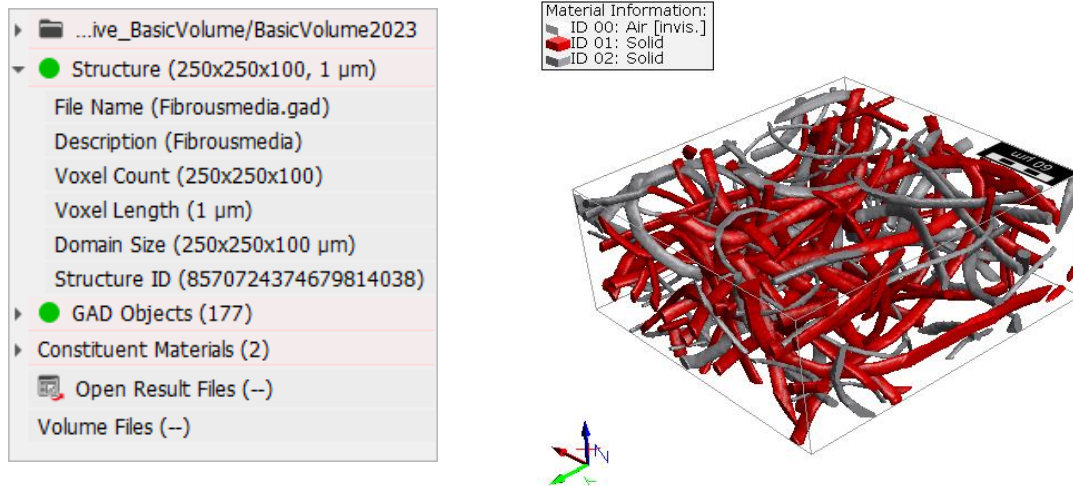 ...ive_BasicVolume/BasicVolume2023
Structure (250x250x100, 1 µm)
File Name (Fibrousmedia.gad)
Description (Fibrousmedia)
Voxel Count (250x250x100)
Voxel Length (1 µm)
Domain Size (250x250x100 µm)
Structure ID (8570724374679814038)
GAD Objects (177)
Constituent Materials (2)
Open Result Files (--)
Volume Files (--)
Material Information:
ID 00: Air [invis.]
ID 01: Solid
ID 02: Solid
60 µm
Z
Y